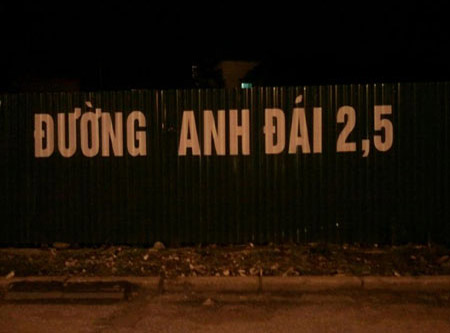 ĐƯỜNG ANH ĐÁI 2,5